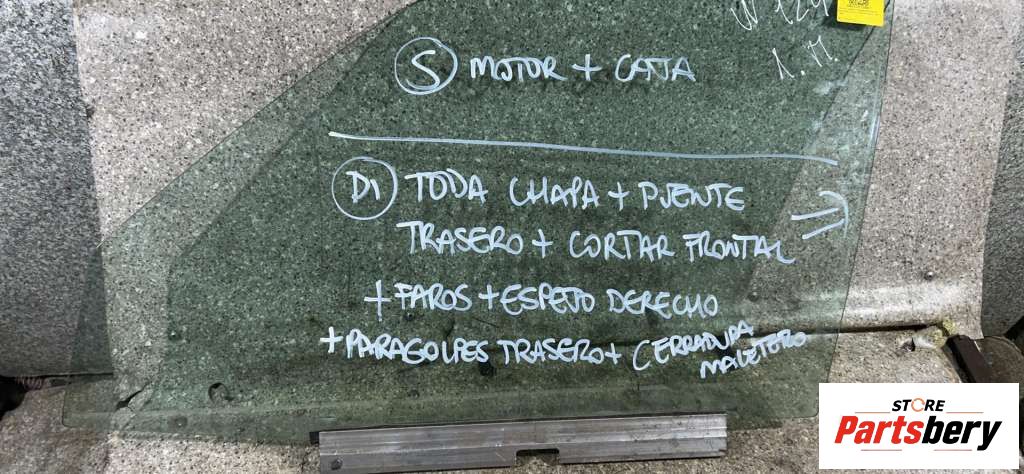 1.M
S MOTOR + CAJA
D1 TODA CHAPA + PUENTE
TRASERO + CORTAR FRONTAL
+ FAROS + ESPEJO DERECHO
+ PARAGOLPES TRASERO + CERRADURA
MALETERO
STORE
Partsbery